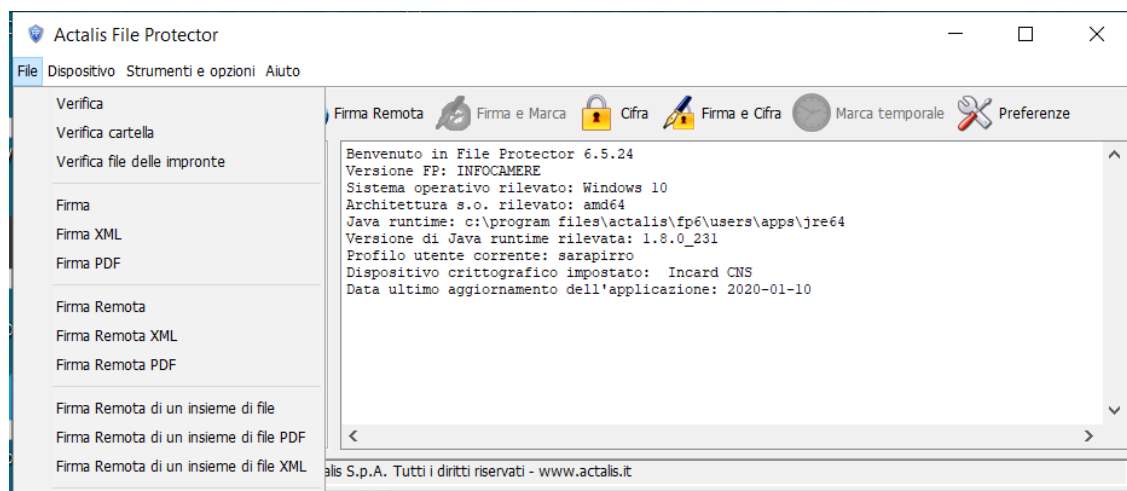 Actalis File Protector
File Dispositivo Strumenti e opzioni Aiuto
Verifica
Verifica cartella
Verifica file delle impronte
Firma
Firma XML
Firma PDF
Firma Remota
Firma Remota XML
Firma Remota PDF
Firma Remota di un insieme di file
Firma Remota di un insieme di file PDF
Firma Remota di un insieme di file XML
Firma Remota Firma e Marca Cifra Firma e Cifra Marca temporale Preferenze
Benvenuto in File Protector 6.5.24
Versione FP: INFOCAMERE
Sistema operativo rilevato: Windows 10
Architettura s.o. rilevato: amd64
Java runtime: c:\program files\actalis\fp6\users\apps\jre64
Versione di Java runtime rilevata: 1.8.0_231
Profilo utente corrente: sarapirro
Dispositivo crittografico impostato:  Incard CNS
Data ultimo aggiornamento dell'applicazione: 2020-01-10
alis S.p.A. Tutti i diritti riservati - www.actalis.it